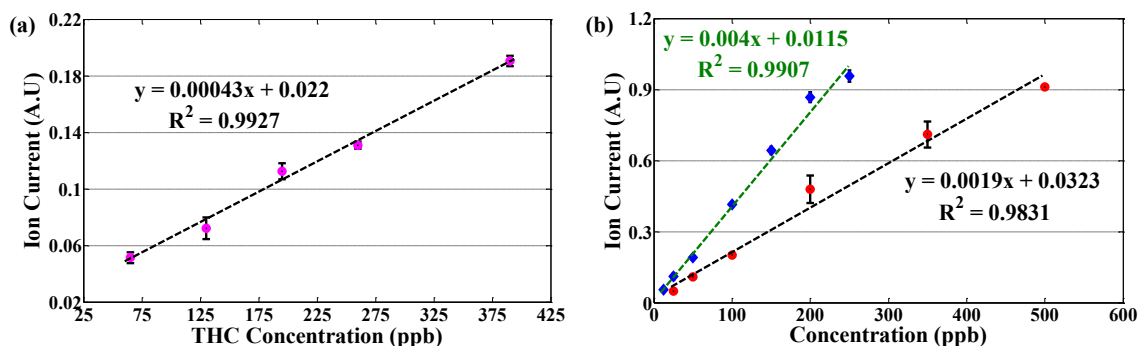 (a)
0.22
0.18
0.14
0.1
0.06
0.02
Ion Current (A.U)
y = 0.00043x + 0.022
R² = 0.9927
25 75 125 175 225 275 325 375 425
THC Concentration (ppb)
(b)
1.2
0.9
0.6
0.3
0
Ion Current (A.U)
y = 0.004x + 0.0115
R² = 0.9907
y = 0.0019x + 0.0323
R² = 0.9831
0 100 200 300 400 500 600
Concentration (ppb)